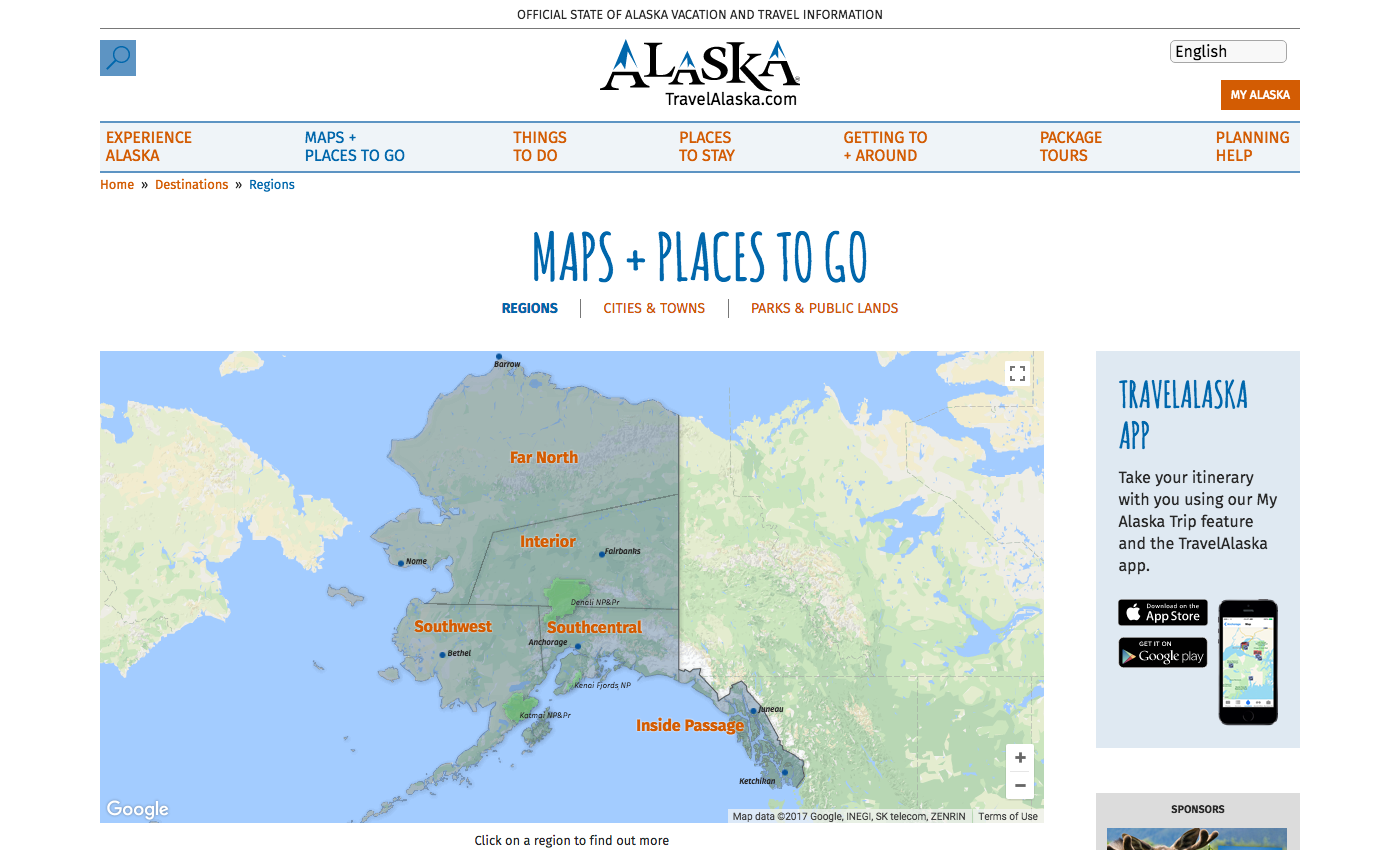 OFFICIAL STATE OF ALASKA VACATION AND TRAVEL INFORMATION
ALASKA®
TravelAlaska.com
English
MY ALASKA
EXPERIENCE
ALASKA
MAPS +
PLACES TO GO
THINGS
TO DO
PLACES
TO STAY
GETTING TO
+ AROUND
PACKAGE
TOURS
PLANNING
HELP
Home » Destinations » Regions
MAPS + PLACES TO GO
REGIONS
CITIES & TOWNS
PARKS & PUBLIC LANDS
Barrow
Far North
Interior
Fairbanks
Nome
Denali NP&Pr
Southwest
Southcentral
Anchorage
Bethel
Kenai Fjords NP
Katmai NP&Pr
Juneau
Inside Passage
Ketchikan
+
−
Google
Map data ©2017 Google, INEGI, SK telecom, ZENRIN
Terms of Use
Click on a region to find out more
TRAVELALASKA
APP
Take your itinerary
with you using our My
Alaska Trip feature
and the TravelAlaska
app.
Download on the
App Store
GET IT ON
Google play
SPONSORS